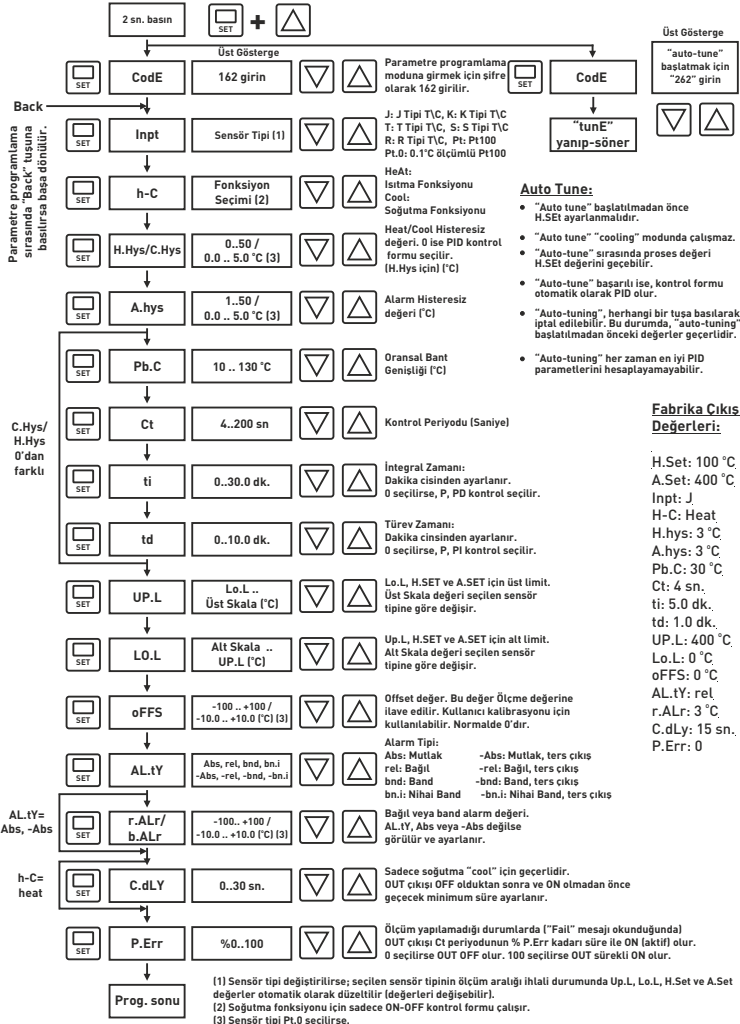 2 sn. basın
SET
+
Üst Gösterge
SET
CodE
162 girin
Parametre programlama
moduna girmek için şifre
olarak 162 girilir.
SET
CodE
Üst Gösterge
"auto-tune"
başlatmak için
"262" girin
"tunE"
yanıp-söner
Back
Parametre programlama
sırasında "Back" tuşuna
basılırsa başa dönülür.
SET
Inpt
Sensör Tipi (1)
J: J Tipi T\C, K: K Tipi T\C
T: T Tipi T\C, S: S Tipi T\C
R: R Tipi T\C, Pt: Pt100
Pt.0: 0.1°C ölçümlü Pt100
SET
h-C
Fonksiyon
Seçimi (2)
HeAt:
Isıtma Fonksiyonu
Cool:
Soğutma Fonksiyonu
SET
H.Hys/C.Hys
0..50 /
0.0 .. 5.0 °C (3)
Heat/Cool Histeresiz
değeri. 0 ise PID kontrol
formu seçilir.
(H.Hys için) (°C)
SET
A.hys
1..50 /
0.0 .. 5.0 °C (3)
Alarm Histeresiz
değeri (°C)
C.Hys/
H.Hys
0'dan
farklı
SET
Pb.C
10 .. 130 °C
Oransal Bant
Genişliği (°C)
SET
Ct
4..200 sn
Kontrol Periyodu (Saniye)
SET
ti
0..30.0 dk.
İntegral Zamanı:
Dakika cisinden ayarlanır.
0 seçilirse, P, PD kontrol seçilir.
SET
td
0..10.0 dk.
Türev Zamanı:
Dakika cinsinden ayarlanır.
0 seçilirse, P, PI kontrol seçilir.
SET
UP.L
Lo.L ..
Üst Skala (°C)
Lo.L, H.SET ve A.SET için üst limit.
Üst Skala değeri seçilen sensör
tipine göre değişir.
SET
LO.L
Alt Skala ..
UP.L (°C)
Up.L, H.SET ve A.SET için alt limit.
Alt Skala değeri seçilen sensör
tipine göre değişir.
SET
oFFS
-100 .. +100 /
-10.0 .. +10.0 (°C) (3)
Offset değer. Bu değer Ölçme değerine
ilave edilir. Kullanıcı kalibrasyonu için
kullanılabilir. Normalde 0'dır.
SET
AL.tY
Abs, rel, bnd, bn.i
-Abs, -rel, -bnd, -bn.i
Alarm Tipi:
Abs: Mutlak -Abs: Mutlak, ters çıkış
rel: Bağıl -rel: Bağıl, ters çıkış
bnd: Band -bnd: Band, ters çıkış
bn.i: Nihai Band -bn.i: Nihai Band, ters çıkış
AL.tY=
Abs, -Abs
SET
r.ALr/
b.ALr
-100.. +100 /
-10.0 .. +10.0 (°C) (3)
Bağıl veya band alarm değeri.
AL.tY, Abs veya -Abs değilse
görülür ve ayarlanır.
h-C=
heat
SET
C.dLY
0..30 sn.
Sadece soğutma "cool" için geçerlidir.
OUT çıkışı OFF olduktan sonra ve ON olmadan önce
geçecek minimum süre ayarlanır.
SET
P.Err
%0..100
Ölçüm yapılamadığı durumlarda ("Fail" mesajı okunduğunda)
OUT çıkışı Ct periyodunun % P.Err kadarı süre ile ON (aktif) olur.
0 seçilirse OUT OFF olur. 100 seçilirse OUT sürekli ON olur.
Prog. sonu
(1) Sensör tipi değiştirilirse; seçilen sensör tipinin ölçüm aralığı ihlali durumunda Up.L, Lo.L, H.Set ve A.Set
değerler otomatik olarak düzeltilir (değerleri değişebilir).
(2) Soğutma fonksiyonu için sadece ON-OFF kontrol formu çalışır.
(3) Sensör tipi Pt.0 seçilirse.
Auto Tune:
• "Auto tune" başlatılmadan önce
H.SEt ayarlanmalıdır.
• "Auto tune" "cooling" modunda çalışmaz.
• "Auto-tune" sırasında proses değeri
H.SEt değerini geçebilir.
• "Auto-tune" başarılı ise, kontrol formu
otomatik olarak PID olur.
• "Auto-tuning", herhangi bir tuşa basılarak
iptal edilebilir. Bu durumda, "auto-tuning"
başlatılmadan önceki değerler geçerlidir.
• "Auto-tuning" her zaman en iyi PID
parametrelerini hesaplayamayabilir.
Fabrika Çıkış
Değerleri:
H.Set: 100 °C
A.Set: 400 °C
Inpt: J
H-C: Heat
H.hys: 3 °C
A.hys: 3 °C
Pb.C: 30 °C
Ct: 4 sn.
ti: 5.0 dk.
td: 1.0 dk.
UP.L: 400 °C
Lo.L: 0 °C
oFFS: 0 °C
AL.tY: rel
r.ALr: 3 °C
C.dLy: 15 sn.
P.Err: 0